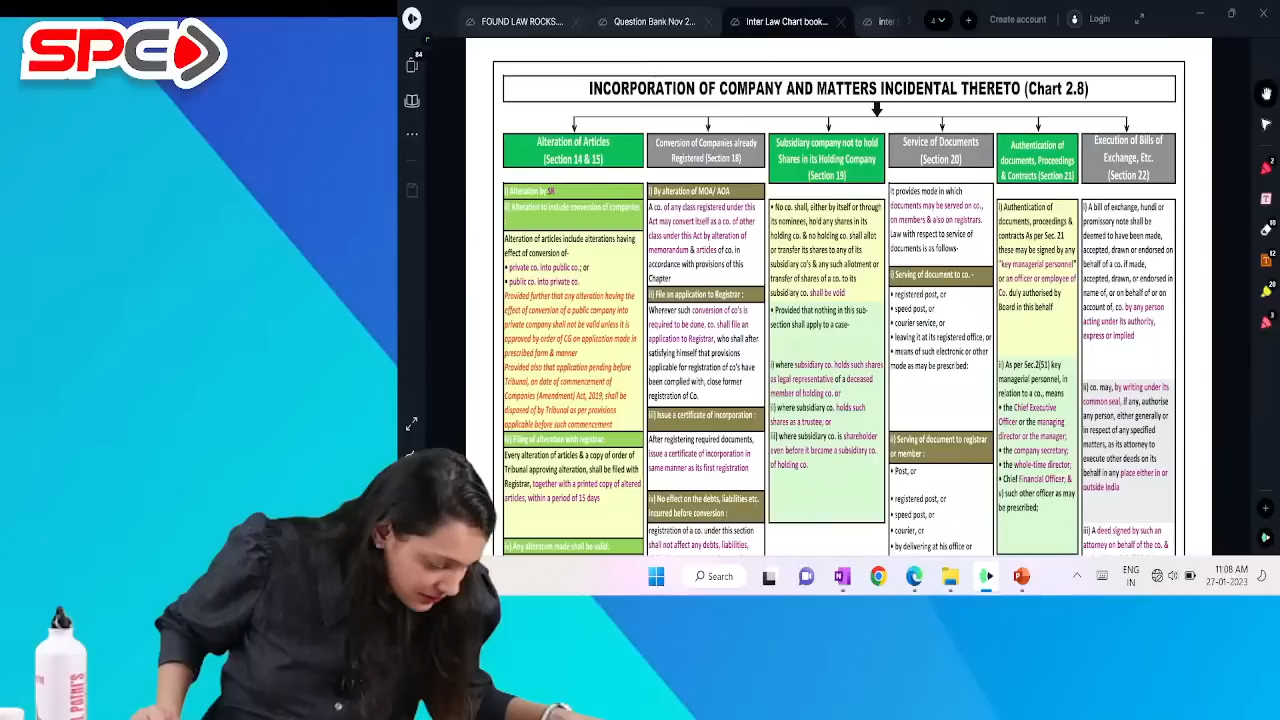 SPC
FOUND LAW ROCKS....
Question Bank Nov 2...
Inter Law Chart book...
inter l
4
Create account
Login
84
INCORPORATION OF COMPANY AND MATTERS INCIDENTAL THERETO (Chart 2.8)
Alteration of Articles
(Section 14 & 15)
i) Alteration by SR
ii) Alteration to include conversion of companies
Alteration of articles include alterations having
effect of conversion of-
• private co. into public co.; or
• public co. into private co.
Provided further that any alteration having the
effect of conversion of a public company into
private company shall not be valid unless it is
approved by order of CG on application made in
prescribed form & manner
Provided also that application pending before
Tribunal, on date of commencement of
Companies (Amendment) Act, 2019, shall be
disposed of by Tribunal as per provisions
applicable before such commencement
iii) Filing of alteration with registrar:
Every alteration of articles & a copy of order of
Tribunal approving alteration, shall be filed with
Registrar, together with a printed copy of altered
articles, within a period of 15 days
iv) Any alteration made shall be valid:
Conversion of Companies already
Registered (Section 18)
i) By alteration of MOA/ AOA
A co. of any class registered under this
Act may convert itself as a co. of other
class under this Act by alteration of
memorandum & articles of co. in
accordance with provisions of this
Chapter
ii) File an application to Registrar :
Wherever such conversion of co's is
required to be done, co. shall file an
application to Registrar, who shall after
satisfying himself that provisions
applicable for registration of co's have
been complied with, close former
registration of Co.
iii) Issue a certificate of incorporation :
After registering required documents,
issue a certificate of incorporation in
same manner as its first registration
iv) No effect on the debts, liabilities etc.
incurred before conversion :
registration of a co. under this section
shall not affect any debts, liabilities,
Subsidiary company not to hold
Shares in its Holding Company
(Section 19)
• No co. shall, either by itself or through
its nominees, hold any shares in its
holding co. & no holding co. shall allot
or transfer its shares to any of its
subsidiary co's & any such allotment or
transfer of shares of a co. to its
subsidiary co. shall be void
• Provided that nothing in this sub-
section shall apply to a case-
i) where subsidiary co. holds such shares
as legal representative of a deceased
member of holding co. or
ii) where subsidiary co. holds such
shares as a trustee; or
iii) where subsidiary co. is shareholder
even before it became a subsidiary co.
of holding co.
Service of Documents
(Section 20)
It provides mode in which
documents may be served on co.,
on members & also on registrars.
Law with respect to service of
documents is as follows-
i) Serving of document to co. -
• registered post, or
• speed post, or
• courier service, or
• leaving it at its registered office, or
• means of such electronic or other
mode as may be prescribed:
ii) Serving of document to registrar
or member :
• Post, or
• registered post, or
• speed post, or
• courier, or
• by delivering at his office or
Authentication of
documents, Proceedings
& Contracts (Section 21)
i) Authentication of
documents, proceedings &
contracts As per Sec. 21
these may be signed by any
"key managerial personnel"
or an officer or employee of
Co. duly authorised by
Board in this behalf
ii) As per Sec.2(51) key
managerial personnel, in
relation to a co., means
• the Chief Executive
Officer or the managing
director or the manager;
• the company secretary;
• the whole-time director;
• Chief Financial Officer; &
v) such other officer as may
be prescribed;
Execution of Bills of
Exchange, Etc.
(Section 22)
i) A bill of exchange, hundi or
promissory note shall be
deemed to have been made,
accepted, drawn or endorsed on
behalf of a co. if made,
accepted, drawn, or endorsed in
name of, or on behalf of or on
account of, co. by any person
acting under its authority,
express or implied
ii) co. may, by writing under its
common seal, if any, authorise
any person, either generally or
in respect of any specified
matters, as its attorney to
execute other deeds on its
behalf in any place either in or
outside India
iii) A deed signed by such an
attorney on behalf of the co. &
Search
ENG
IN
11:08 AM
27-01-2023